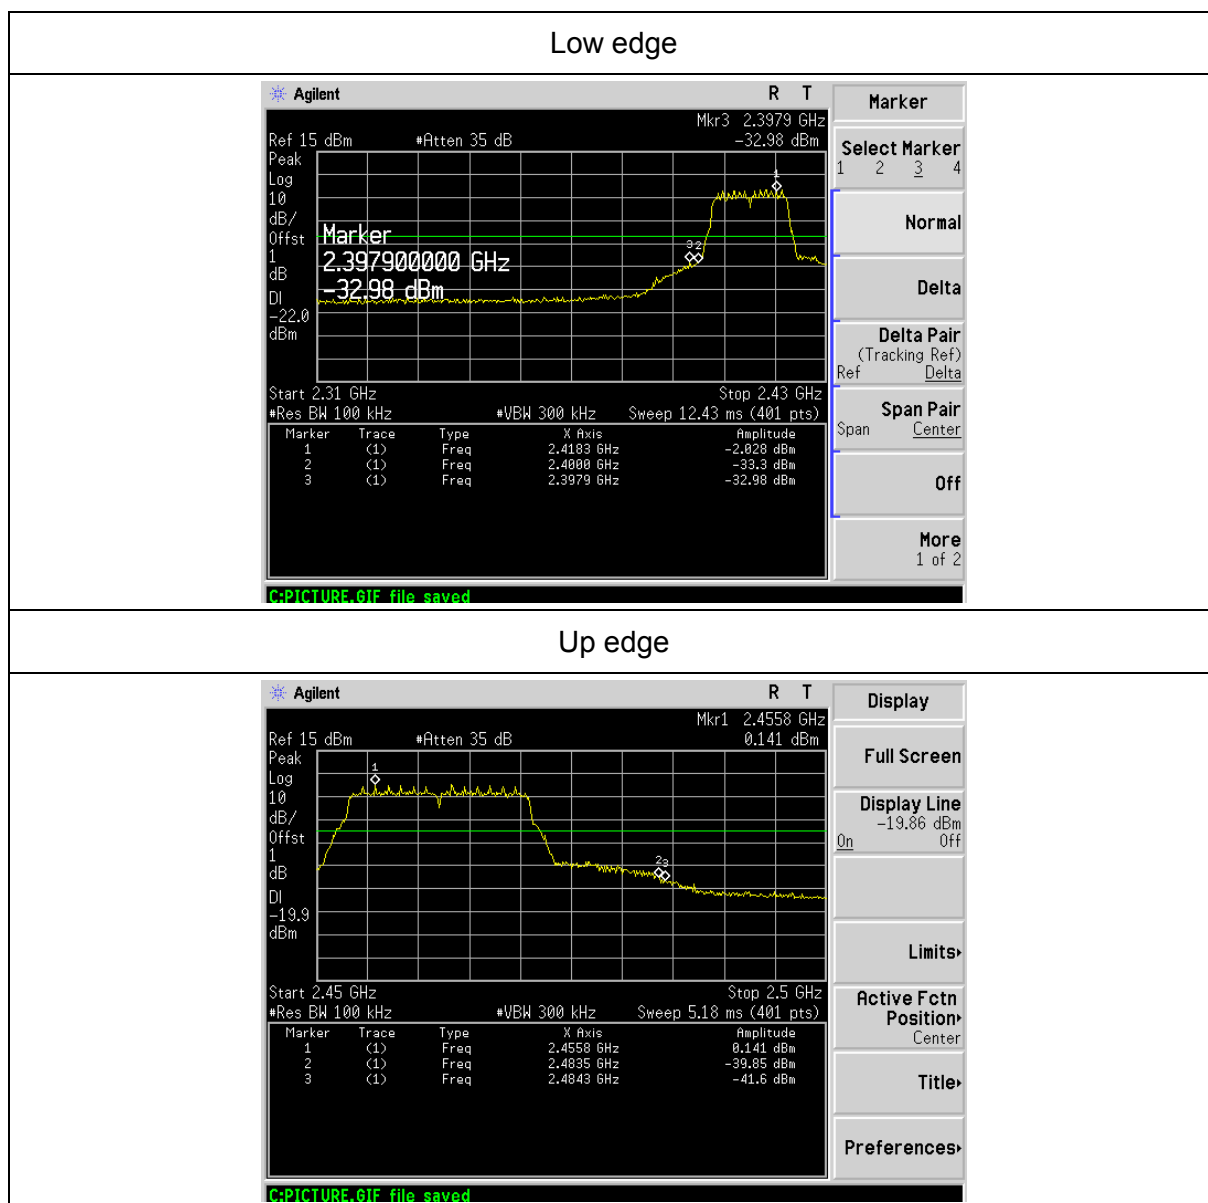 Low edge
Agilent R T
Marker
Mkr3 2.3979 GHz
Ref 15 dBm #Atten 35 dB -32.98 dBm
Select Marker
1 2 3 4
Peak
Log
10
dB/
Offst
1
dB
DI
-22.0
dBm
1
3 2
Marker
2.397900000 GHz
-32.98 dBm
Normal
Delta
Delta Pair
(Tracking Ref)
Ref Delta
Span Pair
Span Center
Off
More
1 of 2
Start 2.31 GHz Stop 2.43 GHz
#Res BW 100 kHz #VBW 300 kHz Sweep 12.43 ms (401 pts)
Marker Trace Type X Axis Amplitude
1 (1) Freq 2.4183 GHz -2.028 dBm
2 (1) Freq 2.4000 GHz -33.3 dBm
3 (1) Freq 2.3979 GHz -32.98 dBm
C:PICTURE.GIF file saved
Up edge
Agilent R T
Display
Mkr1 2.4558 GHz
Ref 15 dBm #Atten 35 dB 0.141 dBm
Full Screen
Peak
Log
10
dB/
Offst
1
dB
DI
-19.9
dBm
1
2 3
Display Line
-19.86 dBm
On Off
Limits
Active Fctn
Position
Center
Title
Preferences
Start 2.45 GHz Stop 2.5 GHz
#Res BW 100 kHz #VBW 300 kHz Sweep 5.18 ms (401 pts)
Marker Trace Type X Axis Amplitude
1 (1) Freq 2.4558 GHz 0.141 dBm
2 (1) Freq 2.4835 GHz -39.85 dBm
3 (1) Freq 2.4843 GHz -41.6 dBm
C:PICTURE.GIF file saved